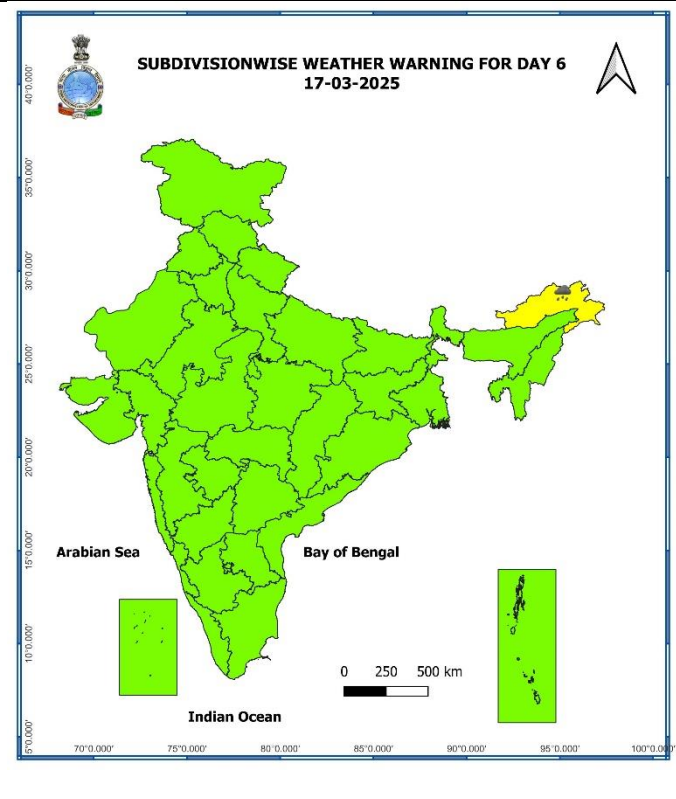 SUBDIVISIONWISE WEATHER WARNING FOR DAY 6
17-03-2025
40°0.000'
35°0.000'
30°0.000'
25°0.000'
20°0.000'
15°0.000'
10°0.000'
5°0.000'
Arabian Sea
Bay of Bengal
0 250 500 km
Indian Ocean
70°0.000' 75°0.000' 80°0.000' 85°0.000' 90°0.000' 95°0.000' 100°0.000'